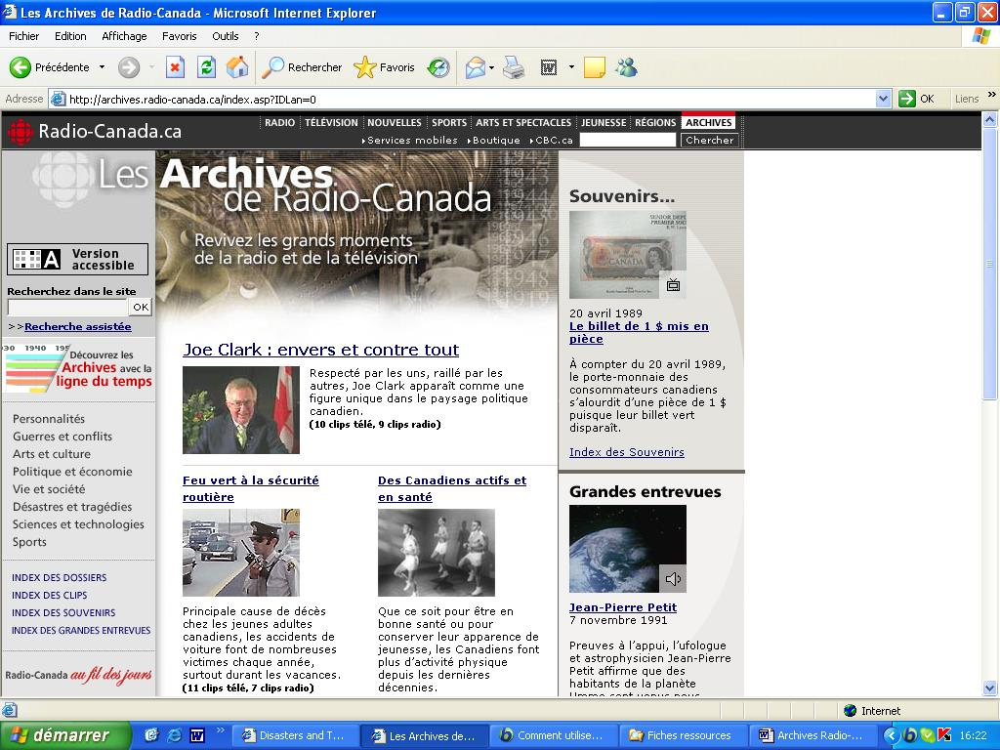 Les Archives de Radio-Canada - Microsoft Internet Explorer
Fichier Edition Affichage Favoris Outils ?
Précédente Rechercher Favoris
Adresse http://archives.radio-canada.ca/index.asp?IDLan=0 OK Liens »
Radio-Canada.ca
RADIO TÉLÉVISION NOUVELLES SPORTS ARTS ET SPECTACLES JEUNESSE RÉGIONS ARCHIVES
Services mobiles Boutique CBC.ca Chercher
Les Archives
de Radio-Canada
Revivez les grands moments
de la radio et de la télévision
Version
accessible
Recherchez dans le site
OK
>>Recherche assistée
1940
Découvrez les
Archives avec la
ligne du temps
Personnalités
Guerres et conflits
Arts et culture
Politique et économie
Vie et société
Désastres et tragédies
Sciences et technologies
Sports
INDEX DES DOSSIERS
INDEX DES CLIPS
INDEX DES SOUVENIRS
INDEX DES GRANDES ENTREVUES
Radio-Canada au fil des jours
Joe Clark : envers et contre tout
Respecté par les uns, raillé par les
autres, Joe Clark apparaît comme une
figure unique dans le paysage politique
canadien.
(10 clips télé, 9 clips radio)
Feu vert à la sécurité
routière
Principale cause de décès
chez les jeunes adultes
canadiens, les accidents de
voiture font de nombreuses
victimes chaque année,
surtout durant les vacances.
(11 clips télé, 7 clips radio)
Des Canadiens actifs et
en santé
Que ce soit pour être en
bonne santé ou pour
conserver leur apparence de
jeunesse, les Canadiens font
plus d'activité physique
depuis les dernières
décennies.
Souvenirs...
CANADA
20 avril 1989
Le billet de 1 $ mis en
pièce
À compter du 20 avril 1989,
le porte-monnaie des
consommateurs canadiens
s'alourdit d'une pièce de 1 $
puisque leur billet vert
disparaît.
Index des Souvenirs
Grandes entrevues
Jean-Pierre Petit
7 novembre 1991
Preuves à l'appui, l'ufologue
et astrophysicien Jean-Pierre
Petit affirme que des
habitants de la planète
Ummo sont venus nous
Internet
démarrer
Disasters and T... Les Archives de... Comment utilise... Fiches ressources Archives Radio-... 16:22